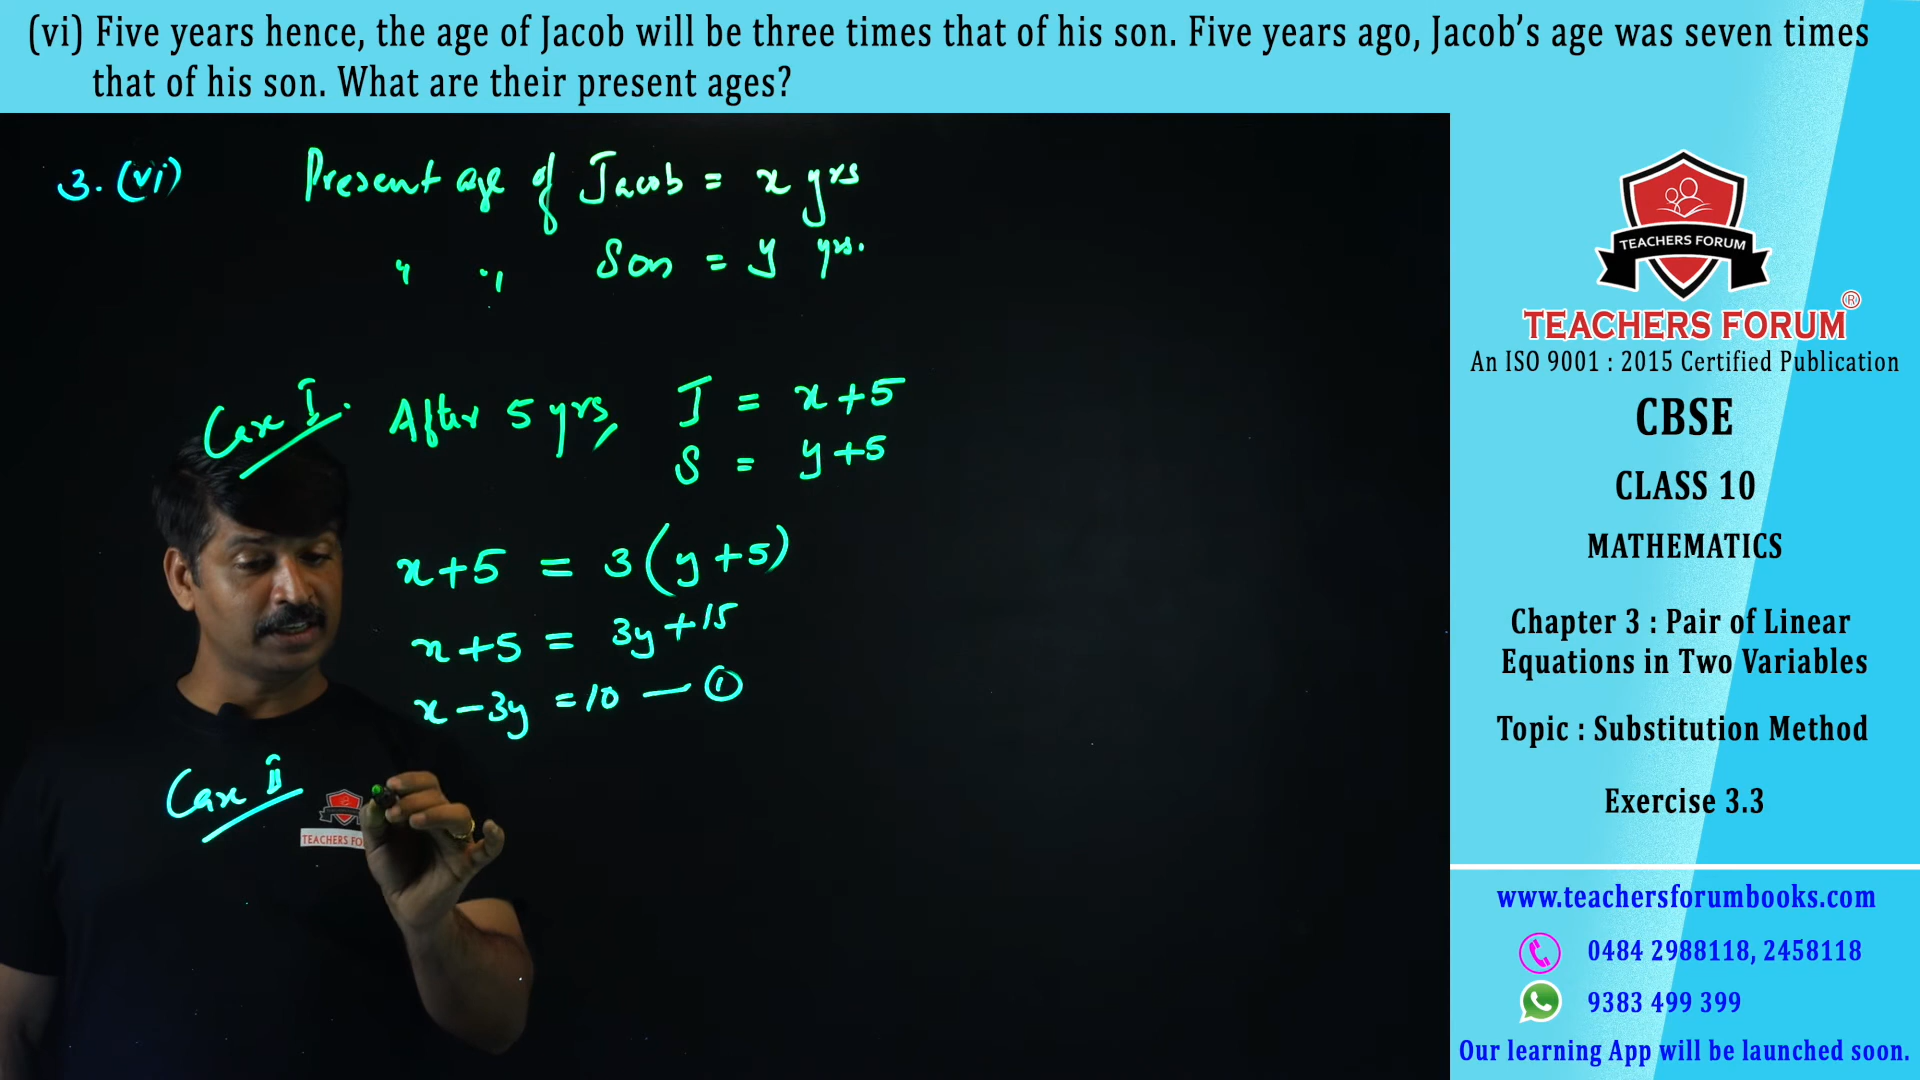 (vi) Five years hence, the age of Jacob will be three times that of his son. Five years ago, Jacob’s age was seven times
that of his son. What are their present ages?
3. (vi) Present age of Jacob = x yrs
" " Son = y yrs.
Case I. After 5 yrs, J = x+5
S = y+5
x+5 = 3(y+5)
x+5 = 3y+15
x-3y = 10 — ①
Case II
TEACHERS FO
TEACHERS FORUM
TEACHERS FORUM®
An ISO 9001 : 2015 Certified Publication
CBSE
CLASS 10
MATHEMATICS
Chapter 3 : Pair of Linear
Equations in Two Variables
Topic : Substitution Method
Exercise 3.3
www.teachersforumbooks.com
0484 2988118, 2458118
9383 499 399
Our learning App will be launched soon.